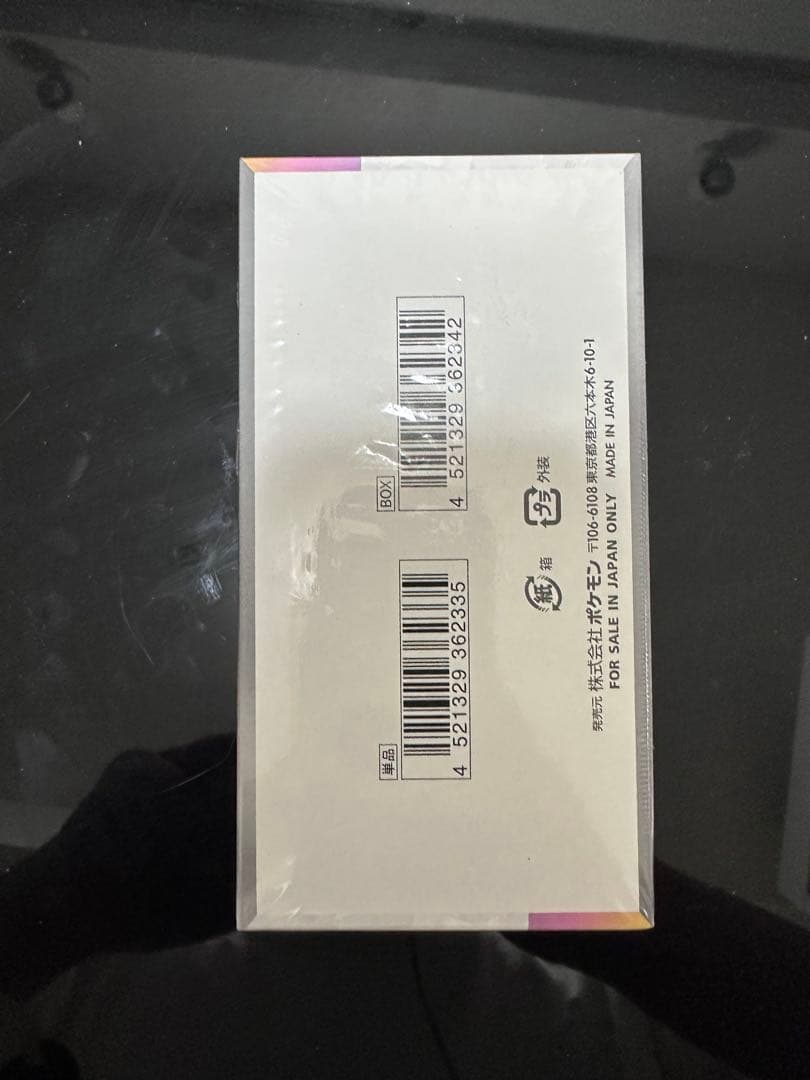 単品
4 521329 362335
BOX
4 521329 362342
紙 箱
プラ 外装
発売元 株式会社ポケモン 〒106-6108 東京都港区六本木6-10-1
FOR SALE IN JAPAN ONLY MADE IN JAPAN